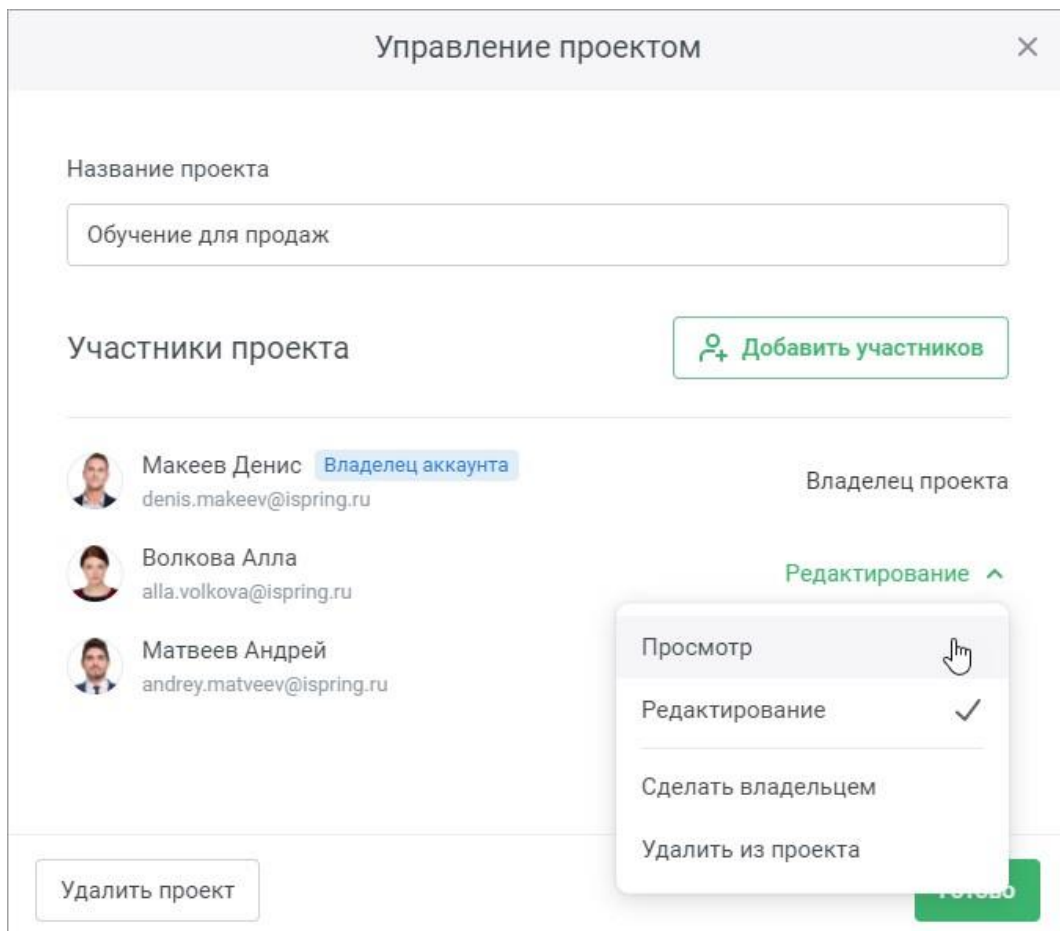 Управление проектом
Название проекта
Обучение для продаж
Участники проекта
Добавить участников
Макеев Денис Владелец аккаунта
denis.makeev@ispring.ru
Владелец проекта
Волкова Алла
alla.volkova@ispring.ru
Редактирование
Матвеев Андрей
andrey.matveev@ispring.ru
Просмотр
Редактирование
Сделать владельцем
Удалить из проекта
Удалить проект